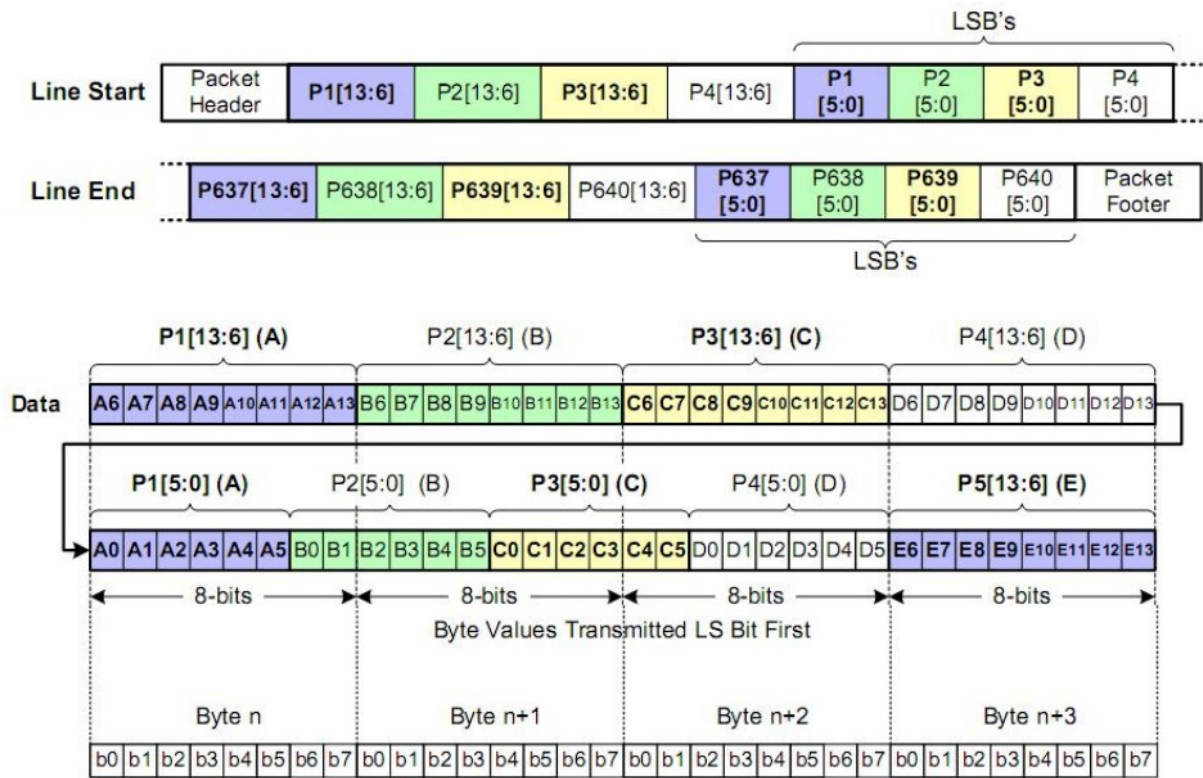 LSB's
Line Start
Packet Header
P1[13:6]
P2[13:6]
P3[13:6]
P4[13:6]
P1 [5:0]
P2 [5:0]
P3 [5:0]
P4 [5:0]
Line End
P637[13:6]
P638[13:6]
P639[13:6]
P640[13:6]
P637 [5:0]
P638 [5:0]
P639 [5:0]
P640 [5:0]
Packet Footer
LSB's
P1[13:6] (A) P2[13:6] (B) P3[13:6] (C) P4[13:6] (D)
Data A6 A7 A8 A9 A10 A11 A12 A13 B6 B7 B8 B9 B10 B11 B12 B13 C6 C7 C8 C9 C10 C11 C12 C13 D6 D7 D8 D9 D10 D11 D12 D13
P1[5:0] (A) P2[5:0] (B) P3[5:0] (C) P4[5:0] (D) P5[13:6] (E)
A0 A1 A2 A3 A4 A5 B0 B1 B2 B3 B4 B5 C0 C1 C2 C3 C4 C5 D0 D1 D2 D3 D4 D5 E6 E7 E8 E9 E10 E11 E12 E13
8-bits 8-bits 8-bits 8-bits
Byte Values Transmitted LS Bit First
Byte n Byte n+1 Byte n+2 Byte n+3
b0 b1 b2 b3 b4 b5 b6 b7 b0 b1 b2 b3 b4 b5 b6 b7 b0 b1 b2 b3 b4 b5 b6 b7 b0 b1 b2 b3 b4 b5 b6 b7